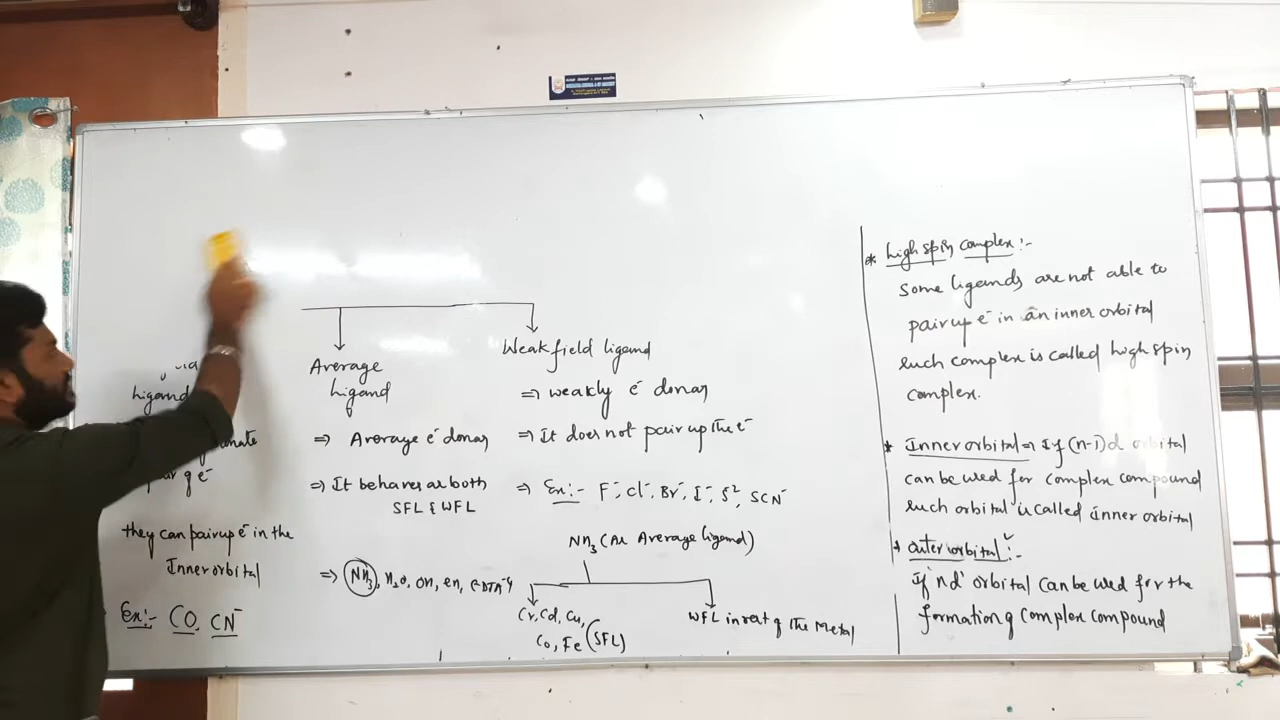 Ligand
they can pair up e⁻ in the
Inner orbital
Ex:- CO, CN⁻
Average
ligand
⇒ Average e⁻ donar
⇒ It behaves as both
SFL & WFL
⇒ NH₃, H₂O, OH, en, EDTA⁻⁴
Weak field ligand
⇒ weakly e⁻ donar
⇒ It does not pair up the e⁻
⇒ Ex:- F⁻, Cl⁻, Br⁻, I⁻, S²⁻, SCN⁻
NH₃ (As Average ligand)
Cr, Cd, Cu,
Co, Fe (SFL)
WFL in rest of the Metal
* high spin complex:-
Some ligands are not able to
pair up e⁻ in an inner orbital
such complex is called high spin
complex.
* Inner orbital ⇒ If (n-1)d orbital
can be used for complex compound
such orbital is called inner orbital
* outer orbital:-
If 'nd' orbital can be used for the
formation of complex compound